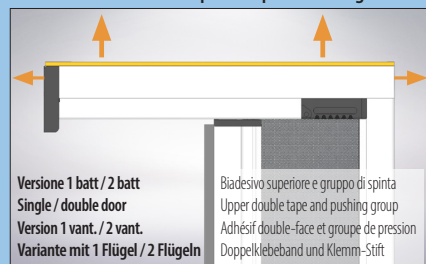 Versione 1 batt / 2 batt
Biadesivo superiore e gruppo di spinta
Single / double door
Upper double tape and pushing group
Version 1 vant. / 2 vant.
Adhésif double-face et groupe de pression
Variante mit 1 Flügel / 2 Flügeln
Doppelklebeband und Klemm-Stift